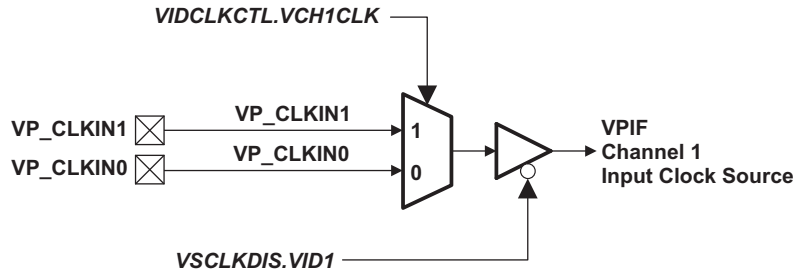 VIDCLKCTL.VCH1CLK
VP_CLKIN1
VP_CLKIN1
1
VP_CLKIN0
VP_CLKIN0
0
VPIF
Channel 1
Input Clock Source
VSCLKDIS.VID1